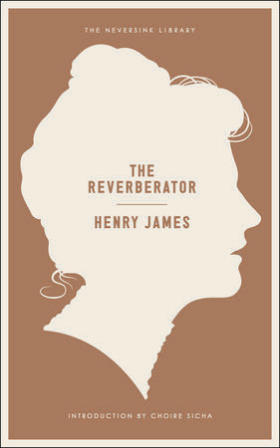 THE NEVERSINK LIBRARY
THE
REVERBERATOR
HENRY JAMES
INTRODUCTION BY CHOIRE SICHA